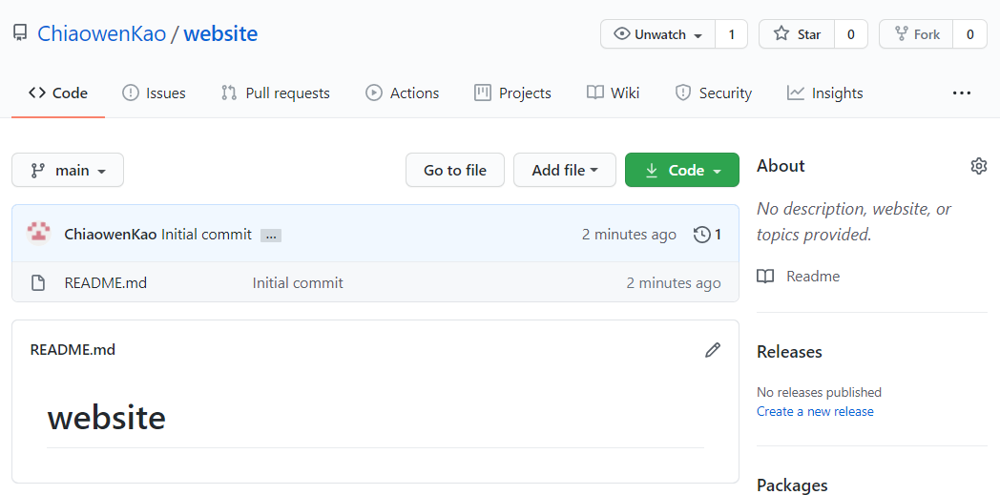 ChiaowenKao / website
Unwatch 1 Star 0 Fork 0
Code Issues Pull requests Actions Projects Wiki Security Insights ...
main Go to file Add file Code
ChiaowenKao Initial commit ... 2 minutes ago 1
README.md Initial commit 2 minutes ago
README.md
website
About
No description, website, or
topics provided.
Readme
Releases
No releases published
Create a new release
Packages